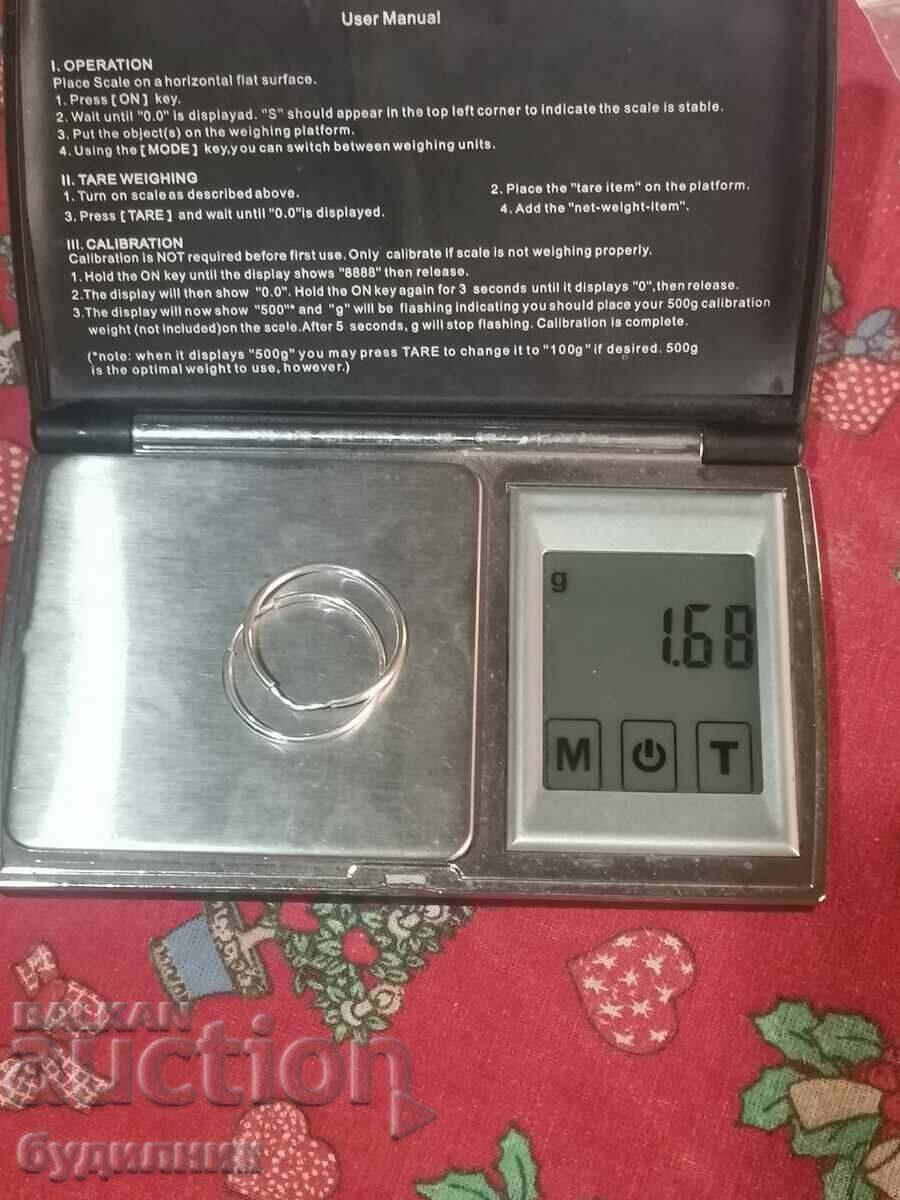 User Manual
I. OPERATION
Place Scale on a horizontal flat surface.
1. Press [ON] key.
2. Wait until "0.0" is displayad. "S" should appear in the top left corner to indicate the scale is stable.
3. Put the object(s) on the weighing platform.
4. Using the [MODE] key,you can switch between weighing units.
II. TARE WEIGHING
1. Turn on scale as described above.
2. Place the "tare item" on the platform.
3. Press [TARE] and wait until "0.0"is displayed.
4. Add the "net-weight-item".
III. CALIBRATION
Calibration is NOT required before first use. Only calibrate if scale is not weighing properly.
1. Hold the ON key until the display shows "8888" then release.
2.The display will then show "0.0". Hold the ON key again for 3 seconds until it displays "0",then release.
3.The display will now show "500"* and "g" will be flashing indicating you should place your 500g calibration
weight (not included)on the scale.After 5 seconds, g will stop flashing. Calibration is complete.
(*note: when it displays "500g" you may press TARE to change it to "100g" if desired. 500g
is the optimal weight to use, however.)
g
1.68
M T
BALKAN
auction
будилник